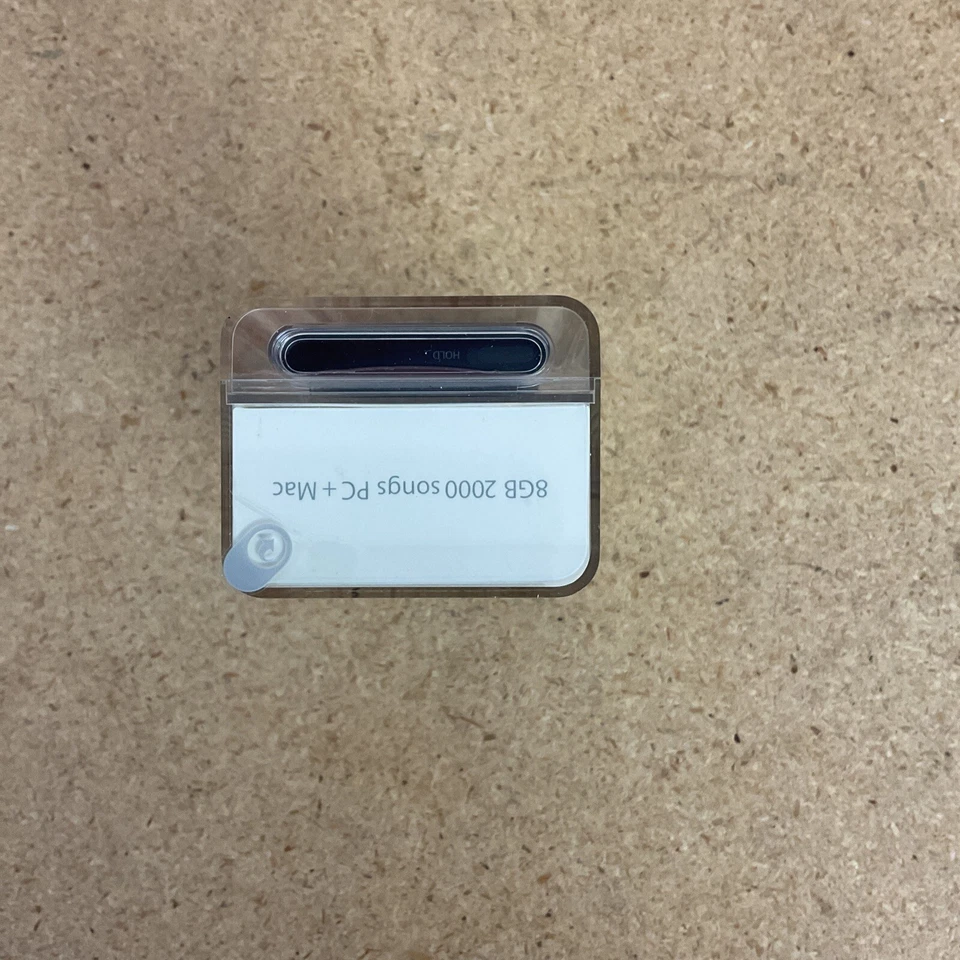 HOLD
8GB 2000 songs PC + Mac